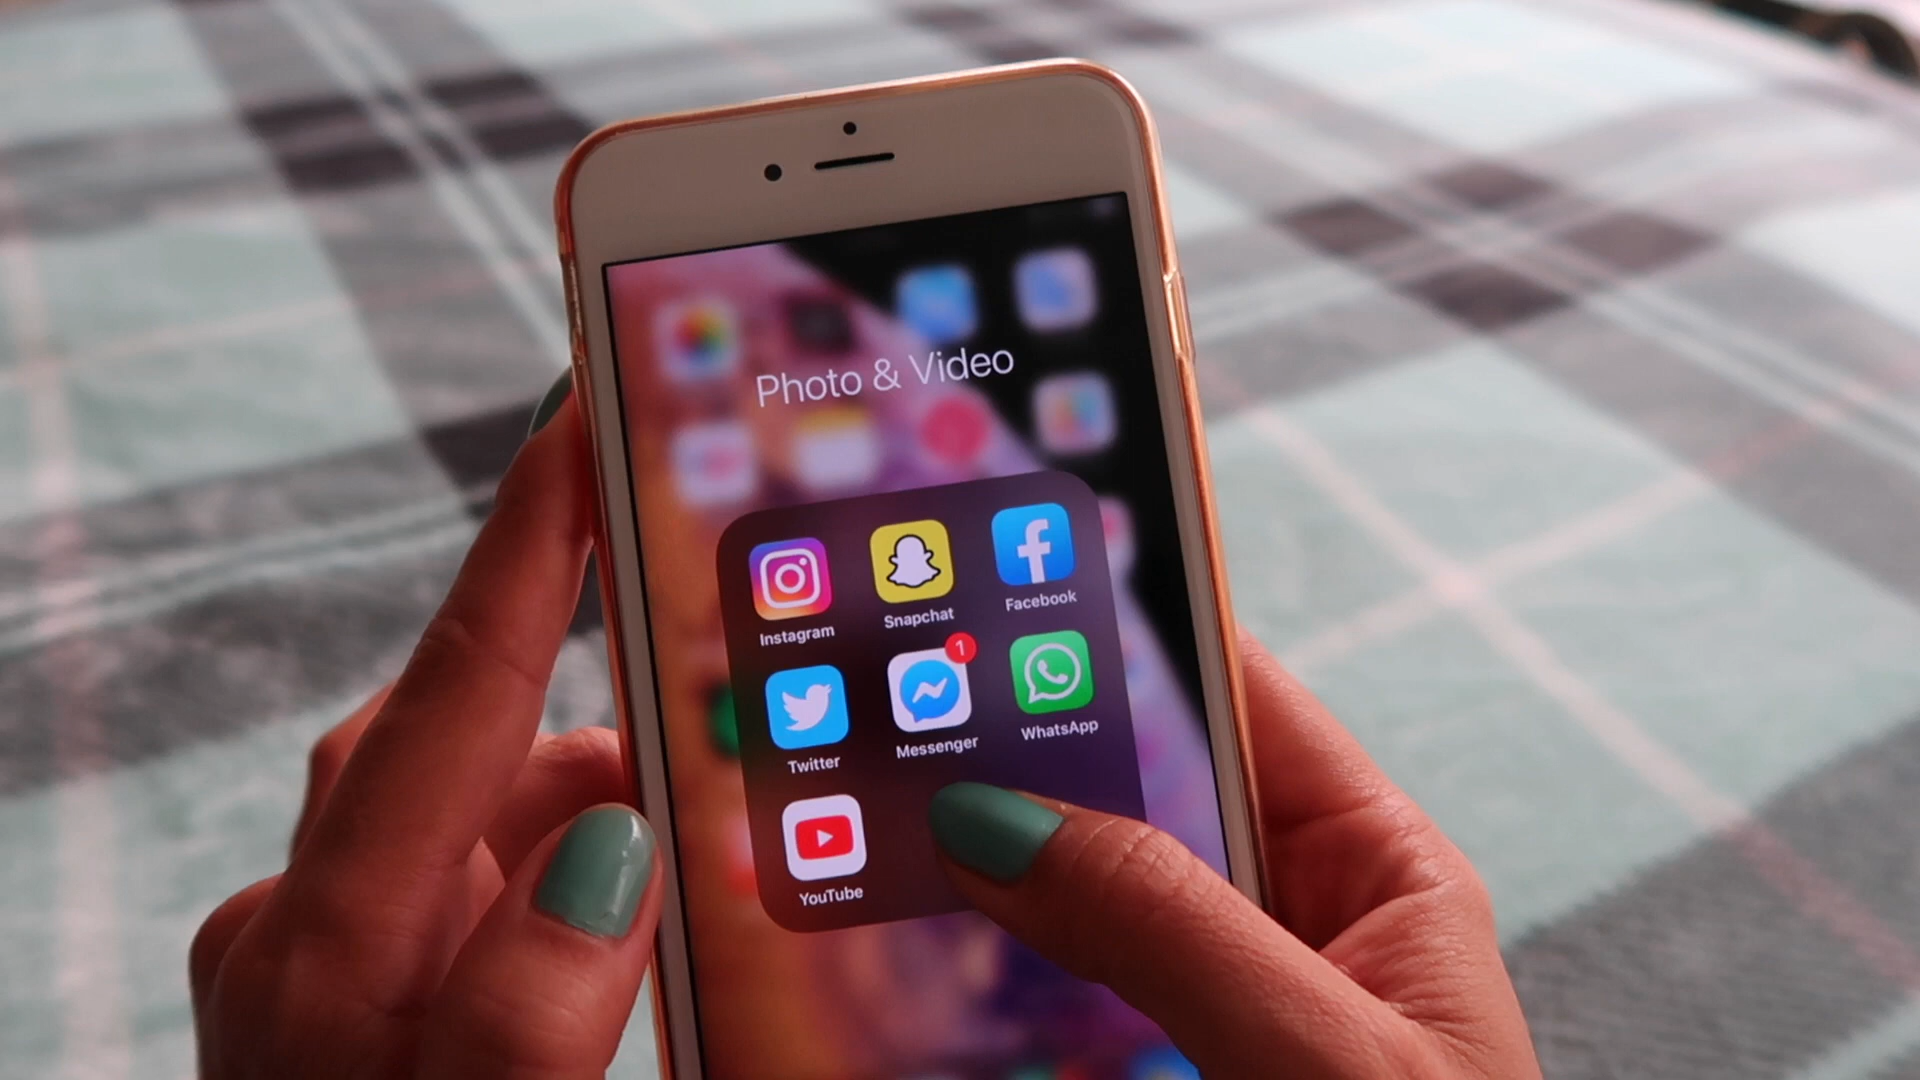 Photo & Video
Instagram
Snapchat
Facebook
1
Twitter
Messenger
WhatsApp
YouTube